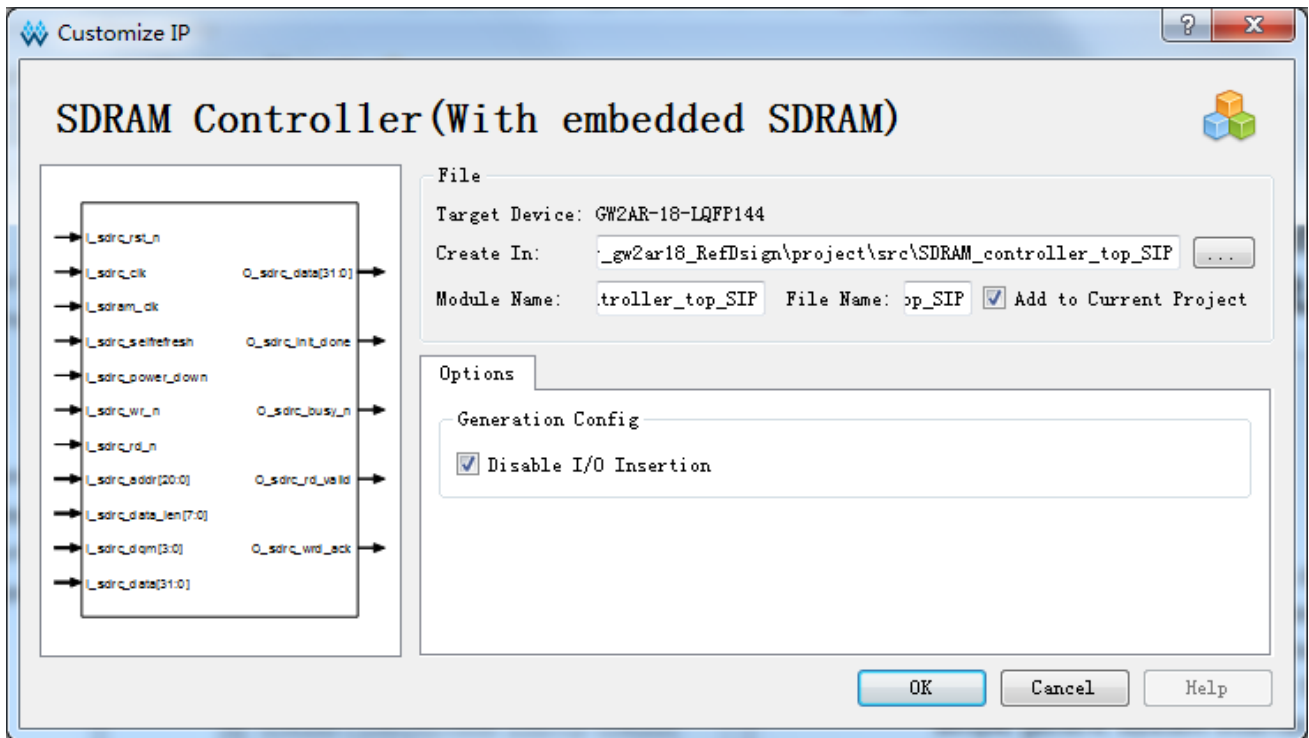 Customize IP
SDRAM Controller(With embedded SDRAM)
I_sdrc_rst_n
I_sdrc_clk
O_sdrc_data[31:0]
I_sdram_clk
I_sdrc_selfrefresh
O_sdrc_init_done
I_sdrc_power_down
I_sdrc_wr_n
O_sdrc_busy_n
I_sdrc_rd_n
I_sdrc_addr[20:0]
O_sdrc_rd_valid
I_sdrc_data_len[7:0]
I_sdrc_dqm[3:0]
O_sdrc_wrd_ack
I_sdrc_data[31:0]
File
Target Device: GW2AR-18-LQFP144
Create In: _gw2ar18_RefDsign\project\src\SDRAM_controller_top_SIP ...
Module Name: .troller_top_SIP File Name: op_SIP Add to Current Project
Options
Generation Config
Disable I/O Insertion
OK Cancel Help